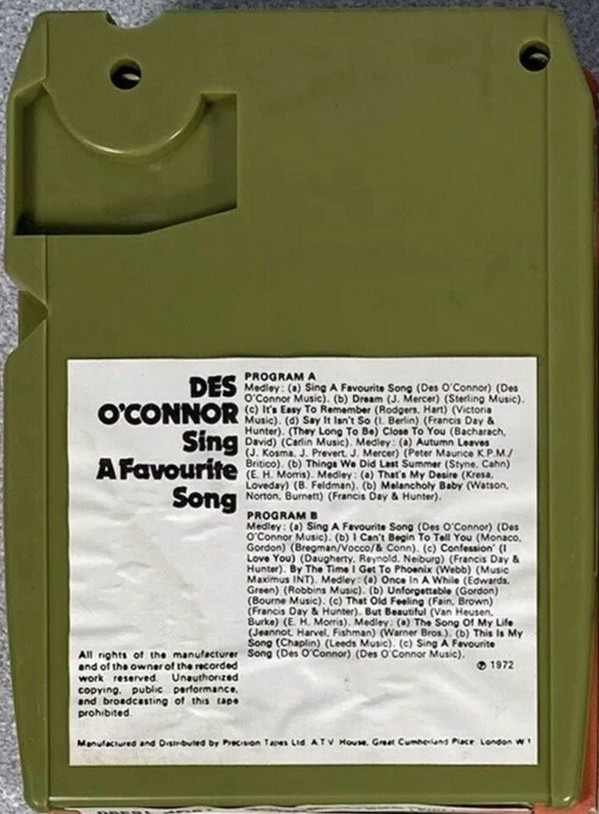 DES
O'CONNOR
Sing
A Favourite
Song
PROGRAM A
Medley: (a) Sing A Favourite Song (Des O'Connor) (Des
O'Connor Music). (b) Dream (J. Mercer) (Sterling Music).
(c) It's Easy To Remember (Rodgers, Hart) (Victoria
Music). (d) Say It Isn't So (I. Berlin) (Francis Day &
Hunter). (They Long To Be) Close To You (Bacharach,
David) (Carlin Music). Medley: (a) Autumn Leaves
(J. Kosma, J. Prevert, J. Mercer) (Peter Maurice K.P.M./
Britico). (b) Things We Did Last Summer (Styne, Cahn)
(E. H. Morris). Medley: (a) That's My Desire (Kresa,
Loveday) (B. Feldman). (b) Melancholy Baby (Watson,
Norton, Burnett) (Francis Day & Hunter).
PROGRAM B
Medley: (a) Sing A Favourite Song (Des O'Connor) (Des
O'Connor Music). (b) I Can't Begin To Tell You (Monaco,
Gordon) (Bregman/Vocco/& Conn). (c) Confession' (I
Love You) (Daugherty, Reynold, Neiburg) (Francis Day &
Hunter). By The Time I Get To Phoenix (Webb) (Music
Maximus INT). Medley: (a) Once In A While (Edwards,
Green) (Robbins Music). (b) Unforgettable (Gordon)
(Bourne Music). (c) That Old Feeling (Fain, Brown)
(Francis Day & Hunter). But Beautiful (Van Heusen,
Burke) (E. H. Morris). Medley: (a) The Song Of My Life
(Jeannot, Harvel, Fishman) (Warner Bros.). (b) This Is My
Song (Chaplin) (Leeds Music). (c) Sing A Favourite
Song (Des O'Connor) (Des O'Connor Music).
℗ 1972
All rights of the manufacturer
and of the owner of the recorded
work reserved. Unauthorized
copying, public performance,
and broadcasting of this tape
prohibited.
Manufactured and Distributed by Precision Tapes Ltd. A.T.V. House, Great Cumberland Place, London W1